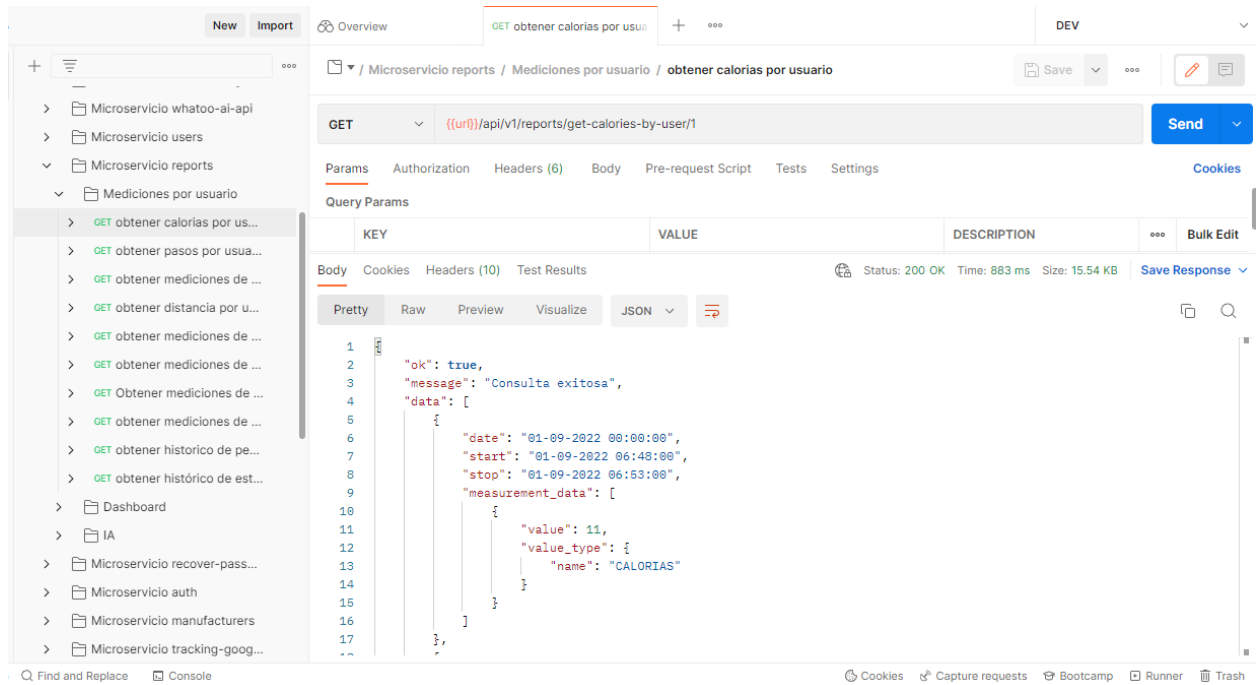 New Import
Overview
GET obtener calorias por usua
DEV
/ Microservicio reports / Mediciones por usuario / obtener calorias por usuario
Save
Microservicio whatoo-ai-api
Microservicio users
Microservicio reports
Mediciones por usuario
GET obtener calorias por us...
GET obtener pasos por usua...
GET obtener mediciones de ...
GET obtener distancia por u...
GET obtener mediciones de ...
GET obtener mediciones de ...
GET Obtener mediciones de ...
GET obtener mediciones de ...
GET obtener historico de pe...
GET obtener histórico de est...
Dashboard
IA
Microservicio recover-pass...
Microservicio auth
Microservicio manufacturers
Microservicio tracking-goog...
GET
{{url}}/api/v1/reports/get-calories-by-user/1
Send
Params Authorization Headers (6) Body Pre-request Script Tests Settings
Cookies
Query Params
KEY VALUE DESCRIPTION Bulk Edit
Body Cookies Headers (10) Test Results
Status: 200 OK Time: 883 ms Size: 15.54 KB Save Response
Pretty Raw Preview Visualize JSON
1 {
2 "ok": true,
3 "message": "Consulta exitosa",
4 "data": [
5 {
6 "date": "01-09-2022 00:00:00",
7 "start": "01-09-2022 06:48:00",
8 "stop": "01-09-2022 06:53:00",
9 "measurement_data": [
10 {
11 "value": 11,
12 "value_type": {
13 "name": "CALORIAS"
14 }
15 }
16 ]
17 },
Find and Replace Console
Cookies Capture requests Bootcamp Runner Trash